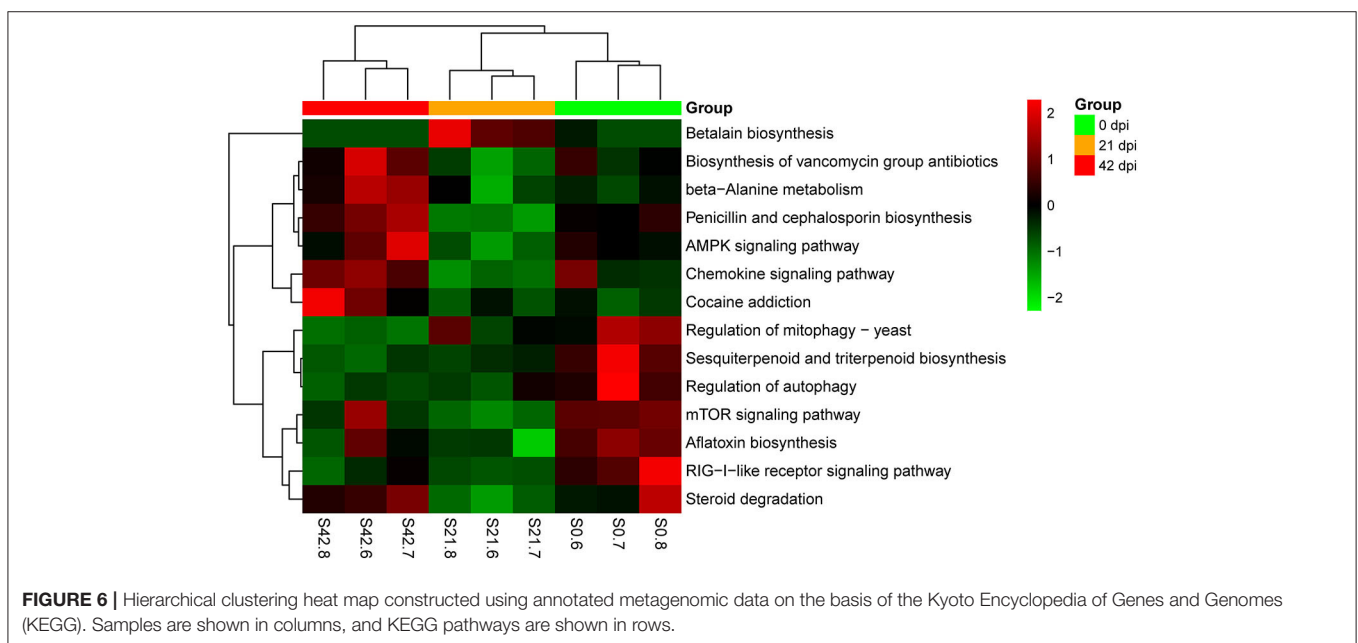 Group
Betalain biosynthesis
Biosynthesis of vancomycin group antibiotics
beta−Alanine metabolism
Penicillin and cephalosporin biosynthesis
AMPK signaling pathway
Chemokine signaling pathway
Cocaine addiction
Regulation of mitophagy − yeast
Sesquiterpenoid and triterpenoid biosynthesis
Regulation of autophagy
mTOR signaling pathway
Aflatoxin biosynthesis
RIG−I−like receptor signaling pathway
Steroid degradation
2
1
0
−1
−2
Group
0 dpi
21 dpi
42 dpi
S42.8
S42.6
S42.7
S21.8
S21.6
S21.7
S0.6
S0.7
S0.8
FIGURE 6 | Hierarchical clustering heat map constructed using annotated metagenomic data on the basis of the Kyoto Encyclopedia of Genes and Genomes
(KEGG). Samples are shown in columns, and KEGG pathways are shown in rows.